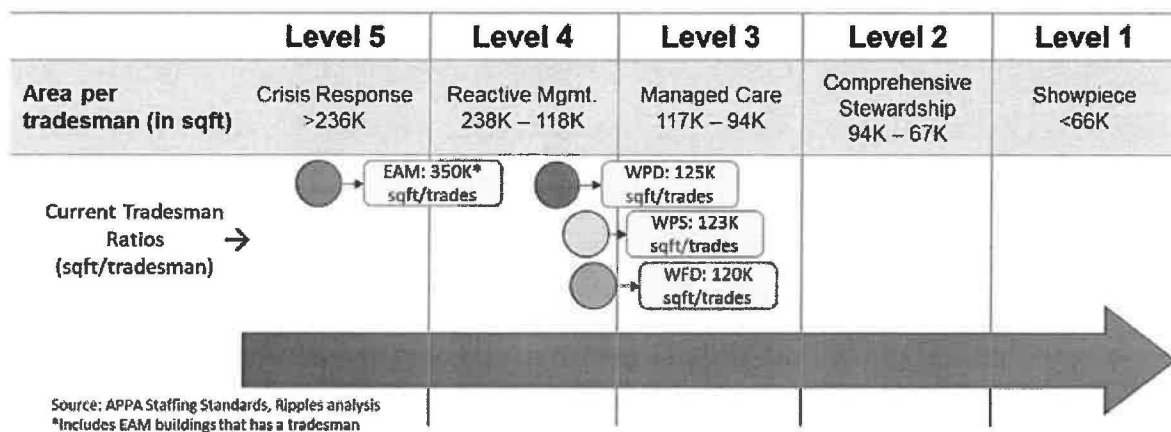 Level 5 Level 4 Level 3 Level 2 Level 1
Area per tradesman (in sqft)
Crisis Response
>236K
Reactive Mgmt.
238K – 118K
Managed Care
117K – 94K
Comprehensive
Stewardship
94K – 67K
Showpiece
<66K
Current Tradesman
Ratios
(sqft/tradesman)
EAM: 350K*
sqft/trades
WPD: 125K
sqft/trades
WPS: 123K
sqft/trades
WFD: 120K
sqft/trades
Source: APPA Staffing Standards, Ripples analysis
*Includes EAM buildings that has a tradesman